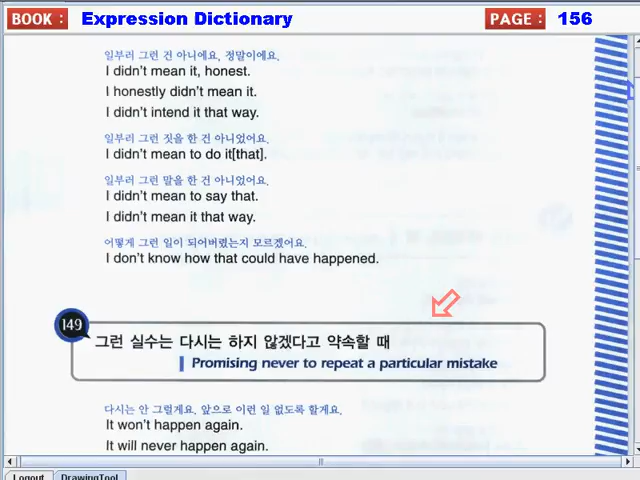 BOOK : Expression Dictionary PAGE : 156
일부러 그런 건 아니에요, 정말이에요.
I didn't mean it, honest.
I honestly didn't mean it.
I didn't intend it that way.
일부러 그런 짓을 한 건 아니었어요.
I didn't mean to do it[that].
일부러 그런 말을 한 건 아니었어요.
I didn't mean to say that.
I didn't mean it that way.
어떻게 그런 일이 되어버렸는지 모르겠어요.
I don't know how that could have happened.
149
그런 실수는 다시는 하지 않겠다고 약속할 때
Promising never to repeat a particular mistake
다시는 안 그럴게요. 앞으로 이런 일 없도록 할게요.
It won't happen again.
It will never happen again.
Logout DrawingTool